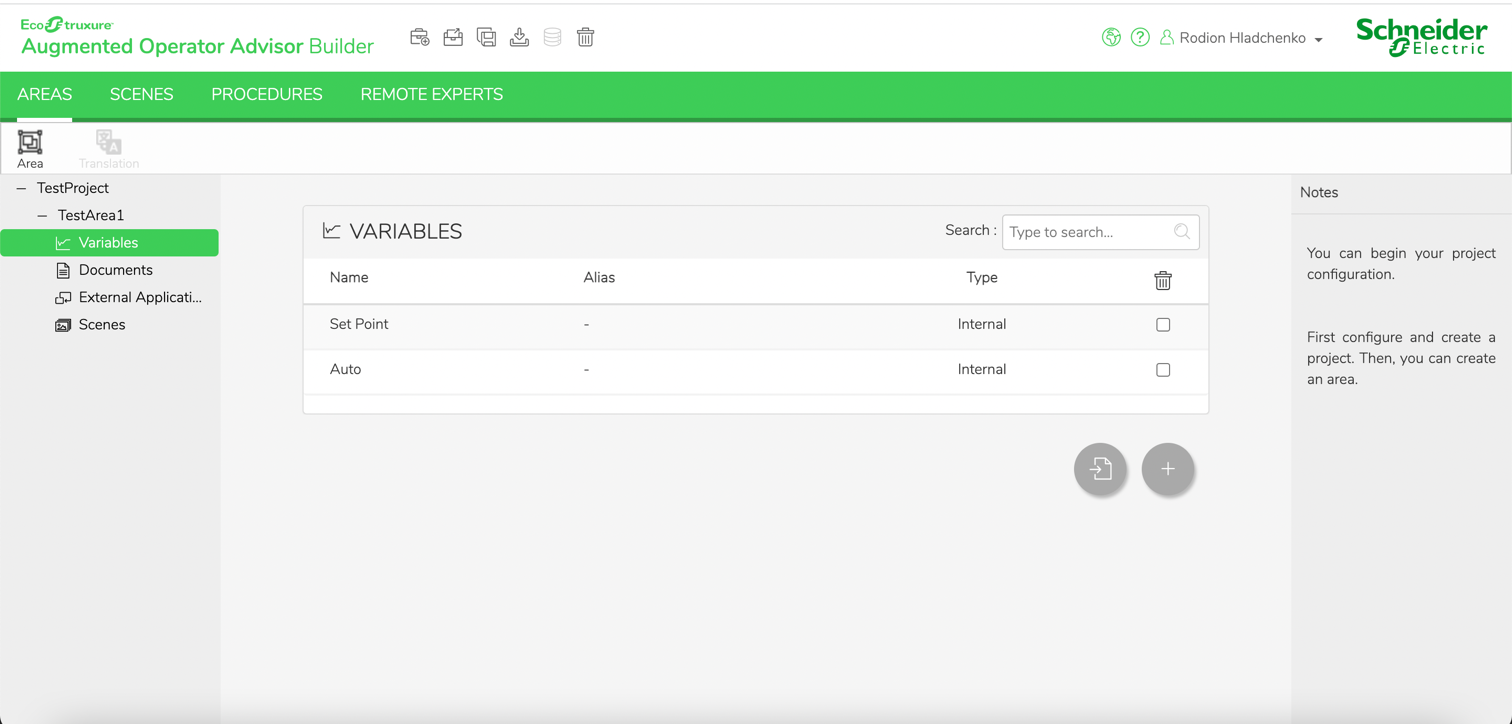 EcoStruxure
Augmented Operator Advisor Builder
Rodion Hladchenko
Schneider
Electric
AREAS SCENES PROCEDURES REMOTE EXPERTS
Area Translation
TestProject
TestArea1
Variables
Documents
External Applicati...
Scenes
VARIABLES Search : Type to search...
Name Alias Type
Set Point - Internal
Auto - Internal
Notes
You can begin your project
configuration.
First configure and create a
project. Then, you can create
an area.